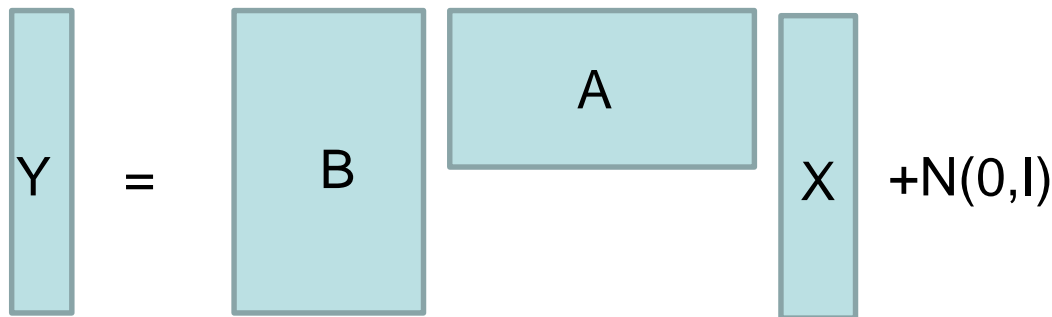 Y = B A X +N(0,I)